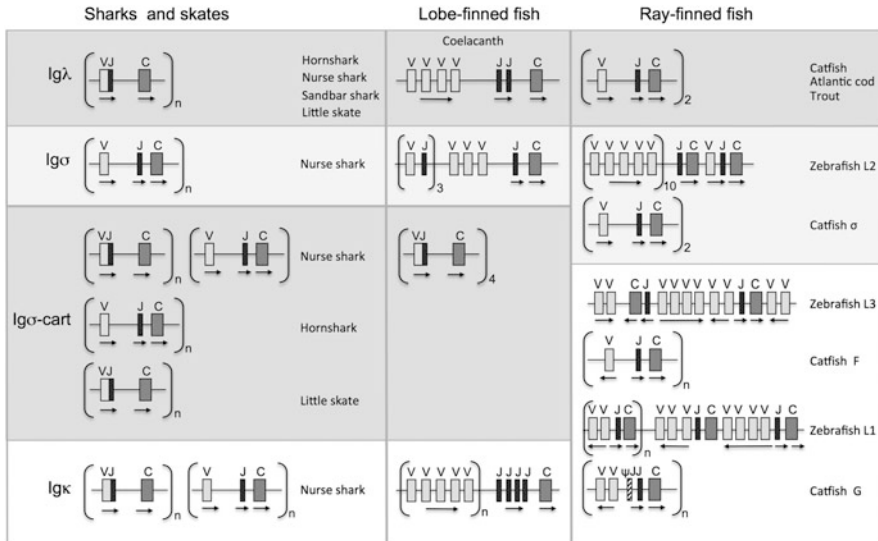 Sharks and skates Lobe-finned fish Ray-finned fish
Igλ
VJ C
n
Hornshark
Nurse shark
Sandbar shark
Little skate
Coelacanth
V V V V J J C
V J C
2
Catfish
Atlantic cod
Trout
Igσ
V J C
n
Nurse shark
V J V V V J C
3
V V V V V J C V J C
10
Zebrafish L2
V J C
2
Catfish σ
Igσ-cart
VJ C V J C
n
Nurse shark
VJ C
4
V J C
n
Hornshark
VJ C
n
Little skate
V V C J V V V V V V J C V V
Zebrafish L3
V J C
n
Catfish F
V V J C V V V J C V V V V J C
n
Zebrafish L1
Igκ
VJ C V J C
n n
Nurse shark
V V V V V J J J J C
n
V V ψJ J C
n
Catfish G